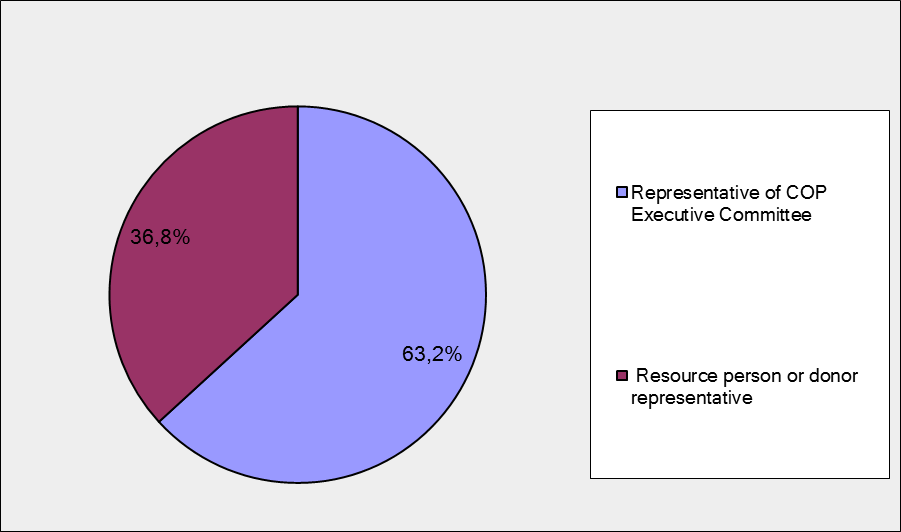 36,8%
63,2%
Representative of COP
Executive Committee
Resource person or donor
representative